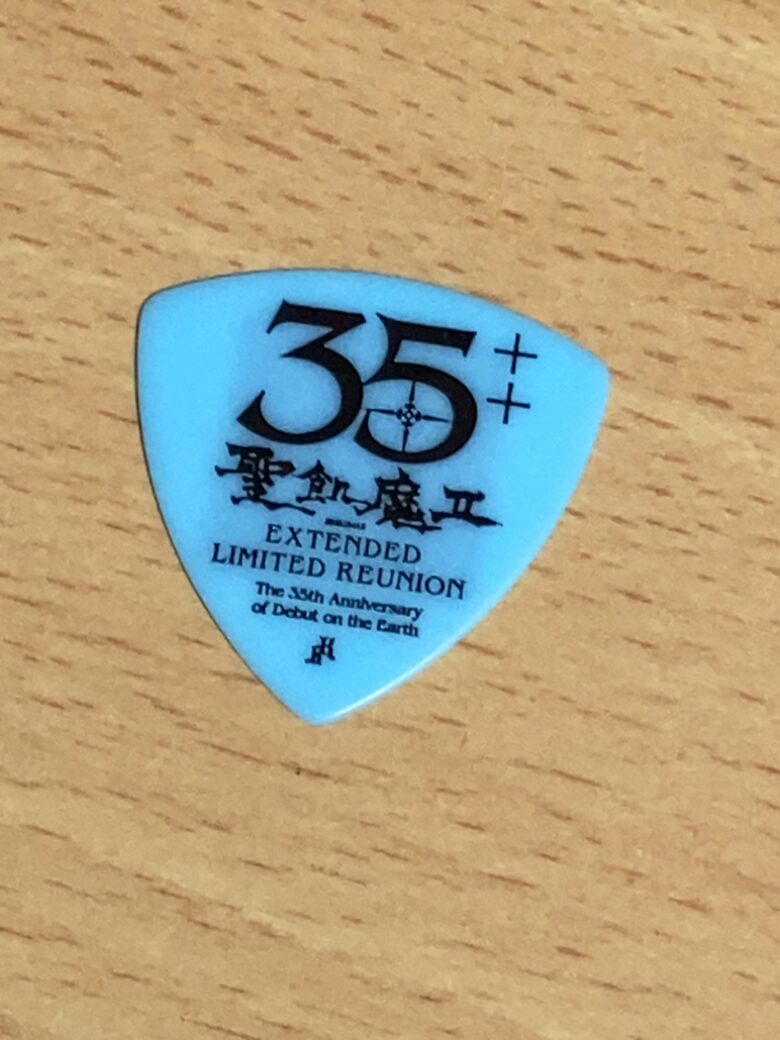 35++
聖飢魔Ⅱ
EXTENDED
LIMITED REUNION
The 35th Anniversary
of Debut on the Earth